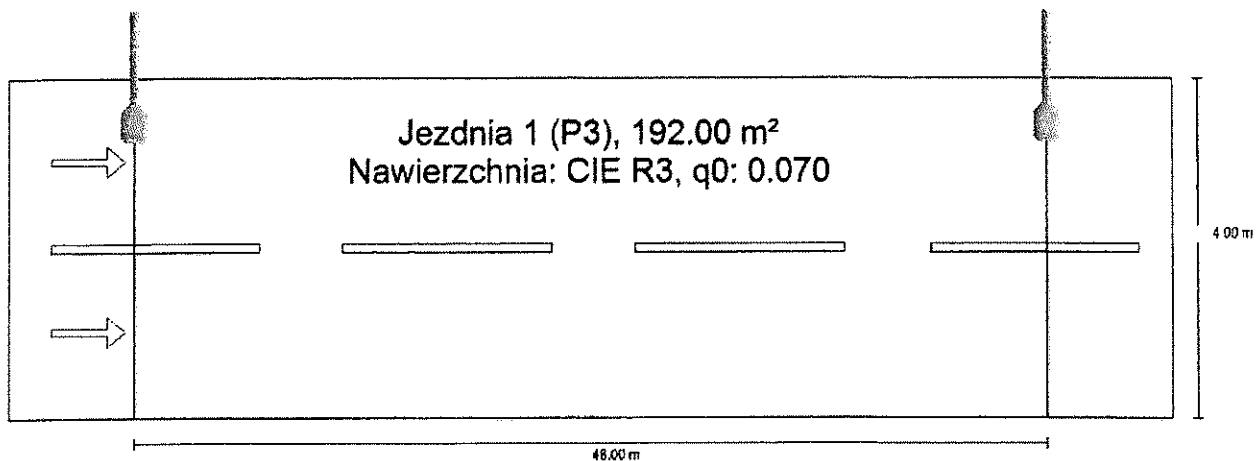 Jezdnia 1 (P3), 192.00 m²
Nawierzchnia: CIE R3, q0: 0.070
4.00 m
48.00 m